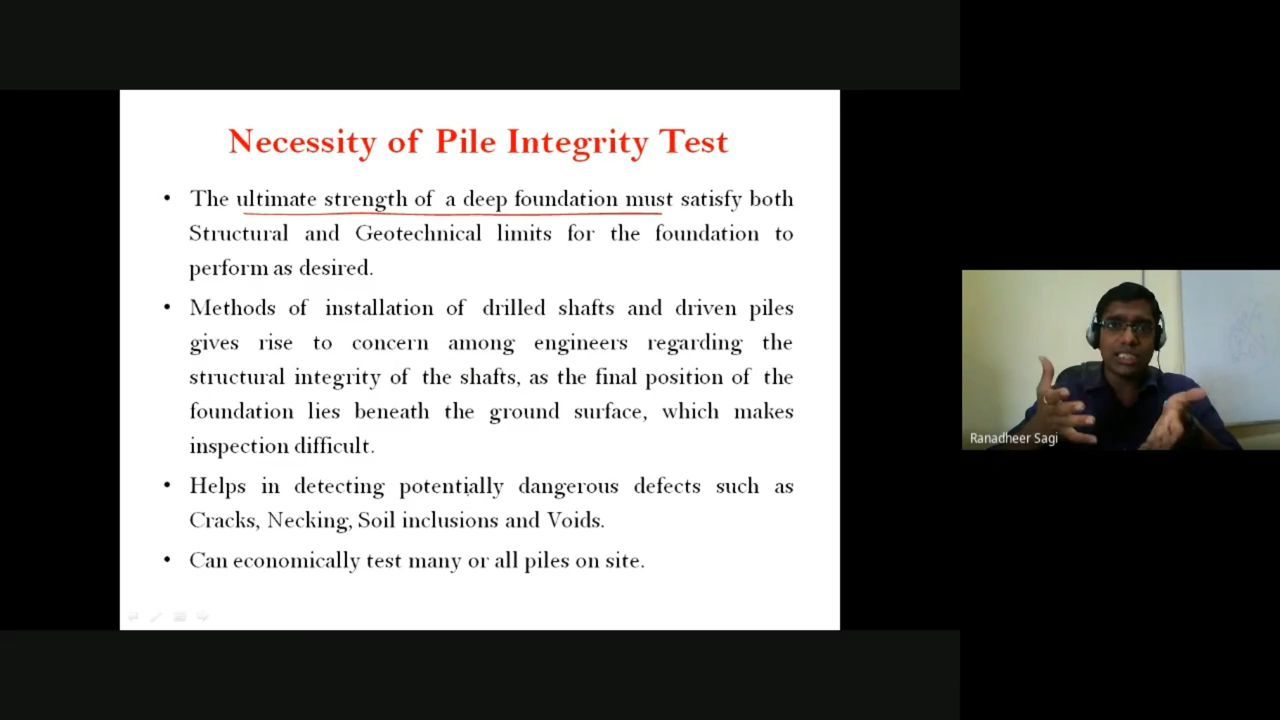 Necessity of Pile Integrity Test
• The ultimate strength of a deep foundation must satisfy both
Structural and Geotechnical limits for the foundation to
perform as desired.
• Methods of installation of drilled shafts and driven piles
gives rise to concern among engineers regarding the
structural integrity of the shafts, as the final position of the
foundation lies beneath the ground surface, which makes
inspection difficult.
• Helps in detecting potentially dangerous defects such as
Cracks, Necking, Soil inclusions and Voids.
• Can economically test many or all piles on site.
Ranadheer Sagi